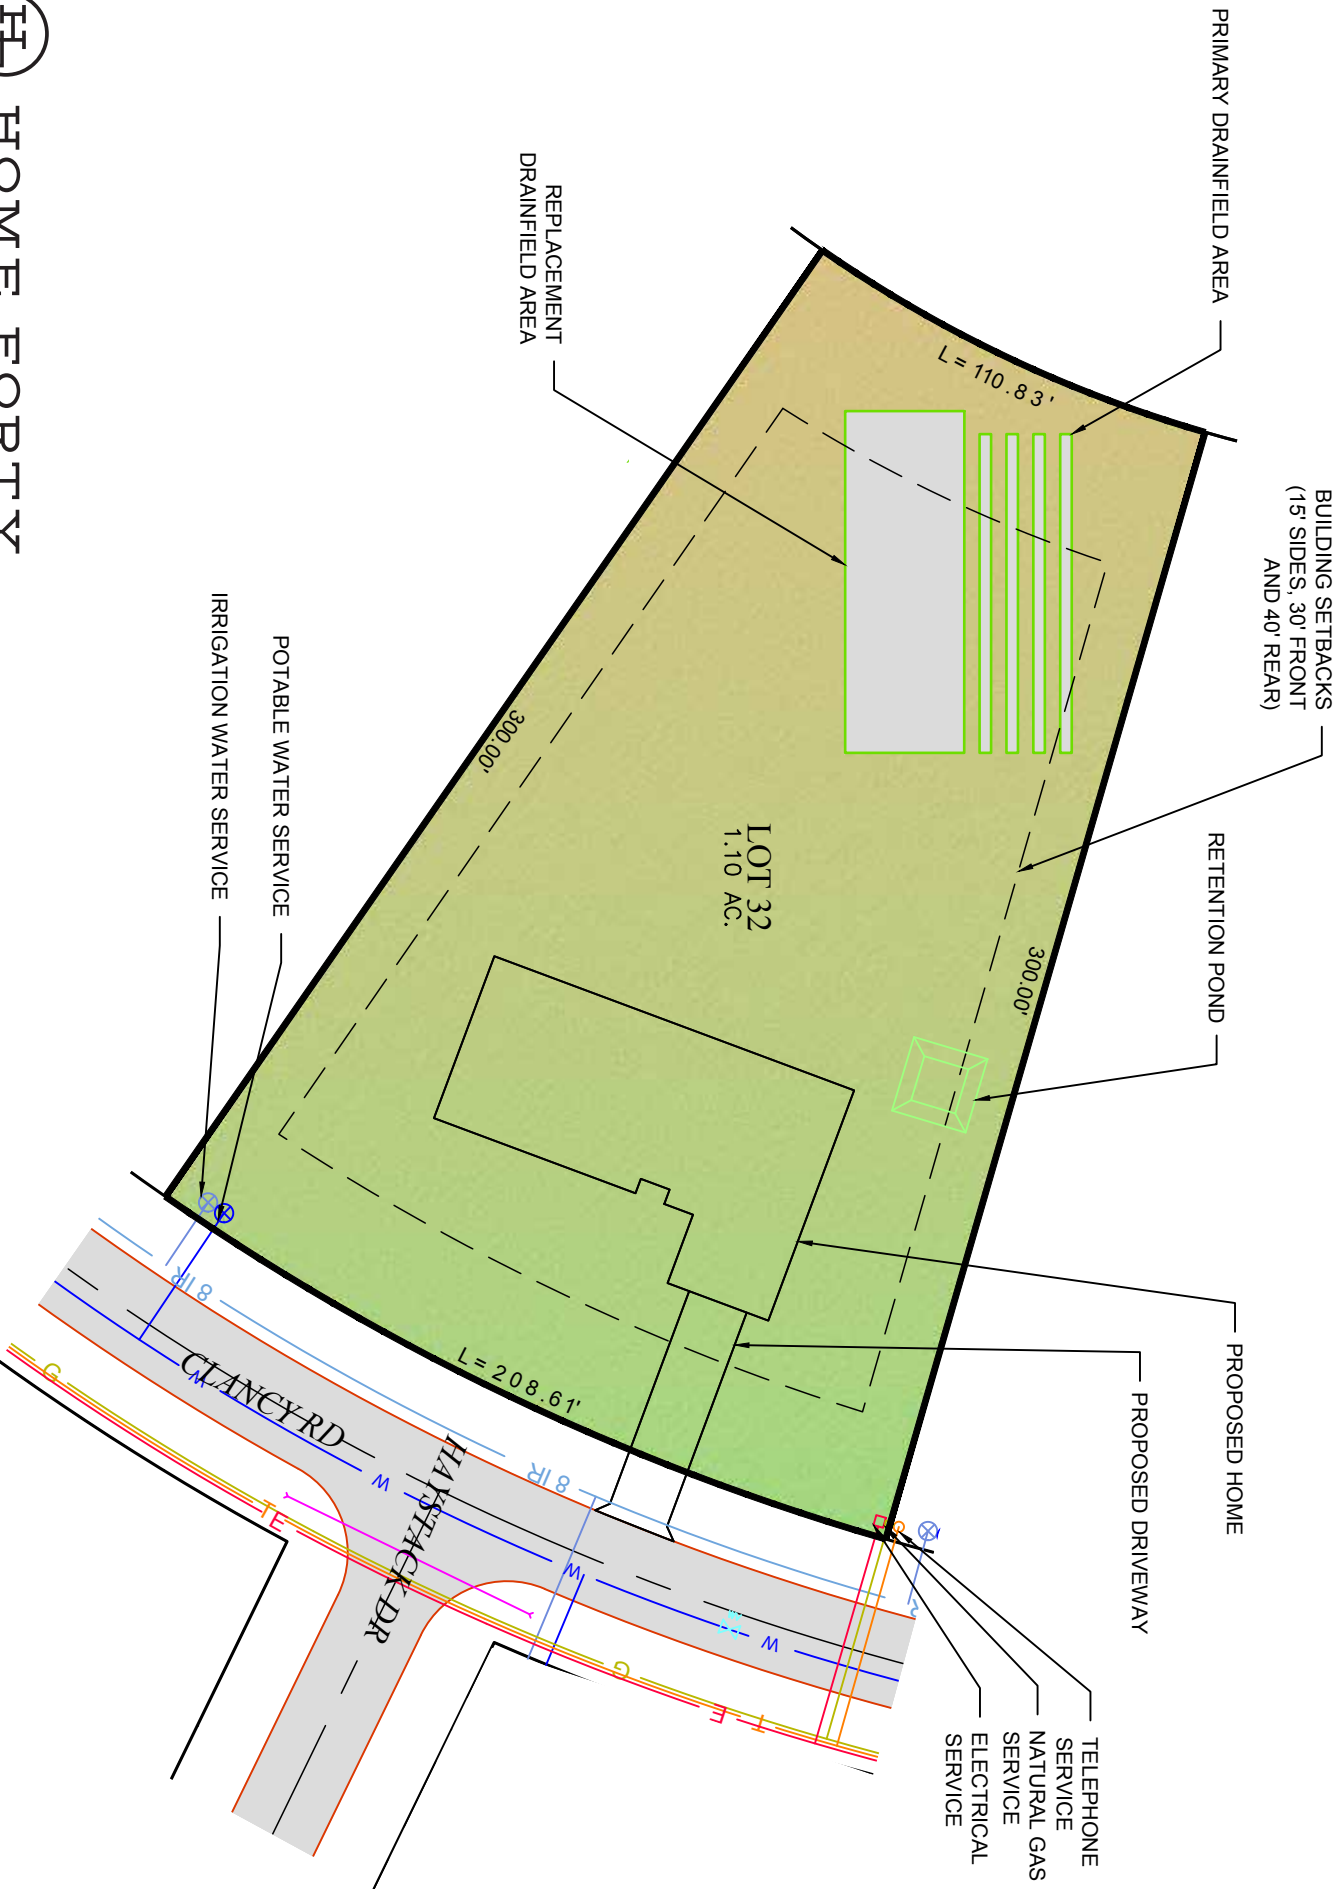 PRIMARY DRAINFIELD AREA
REPLACEMENT
DRAINFIELD AREA
BUILDING SETBACKS
(15' SIDES, 30' FRONT
AND 40' REAR)
RETENTION POND
PROPOSED HOME
PROPOSED DRIVEWAY
TELEPHONE
SERVICE
NATURAL GAS
SERVICE
ELECTRICAL
SERVICE
POTABLE WATER SERVICE
IRRIGATION WATER SERVICE
L = 110.83'
300.00'
300.00'
LOT 32
1.10 AC.
L = 208.61'
CLANCY RD
HAYSTACK DR
8 IR
8 IR
W
W
W
W
G
T
E
G
E
T
H
HOME FORTY